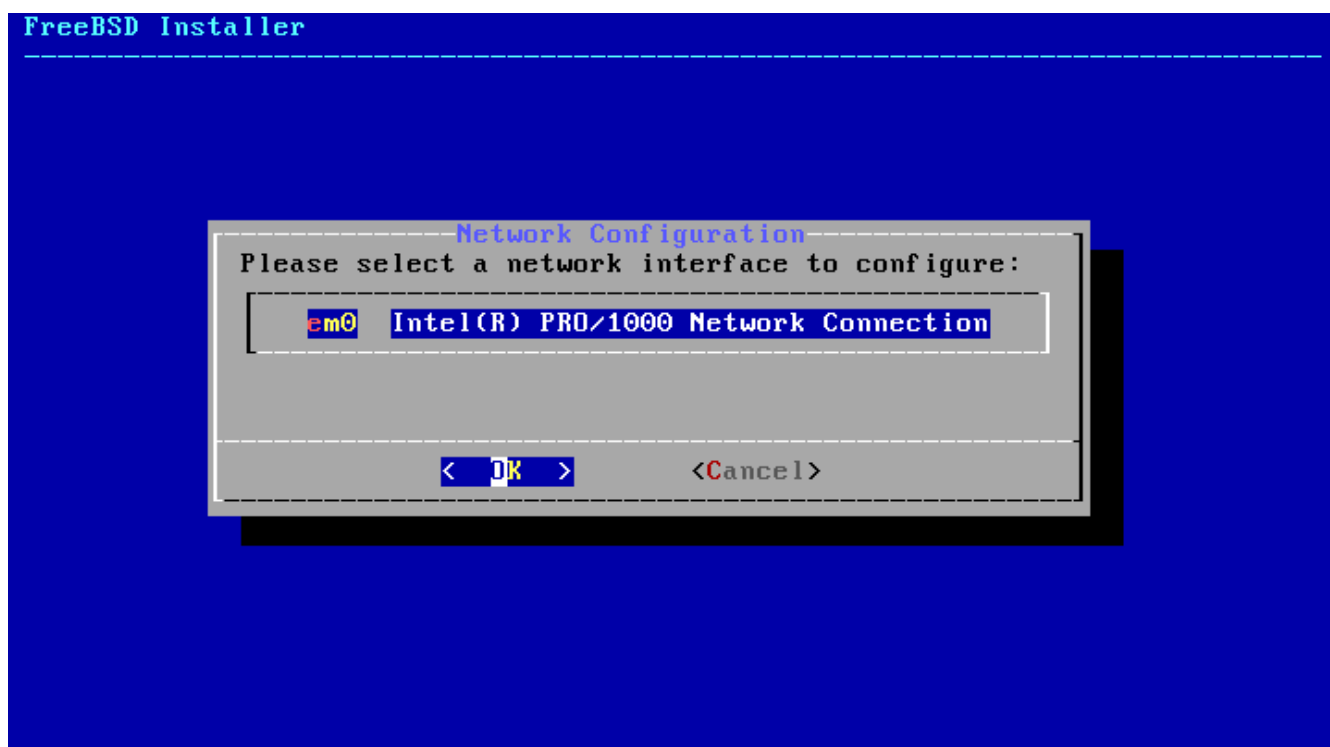 FreeBSD Installer
Network Configuration
Please select a network interface to configure:
em0 Intel(R) PRO/1000 Network Connection
< OK > <Cancel>